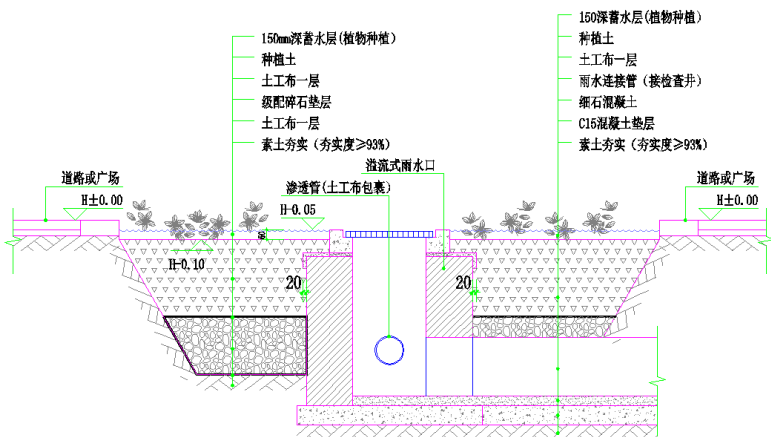 150mm深蓄水层(植物种植)
种植土
土工布一层
级配碎石垫层
土工布一层
素土夯实（夯实度≥93%）
150深蓄水层(植物种植)
种植土
土工布一层
雨水连接管（接检查井）
细石混凝土
C15混凝土垫层
素土夯实（夯实度≥93%）
溢流式雨水口
渗透管(土工布包裹)
道路或广场
H±0.00
H-0.05
H-0.10
20
20
道路或广场
H±0.00